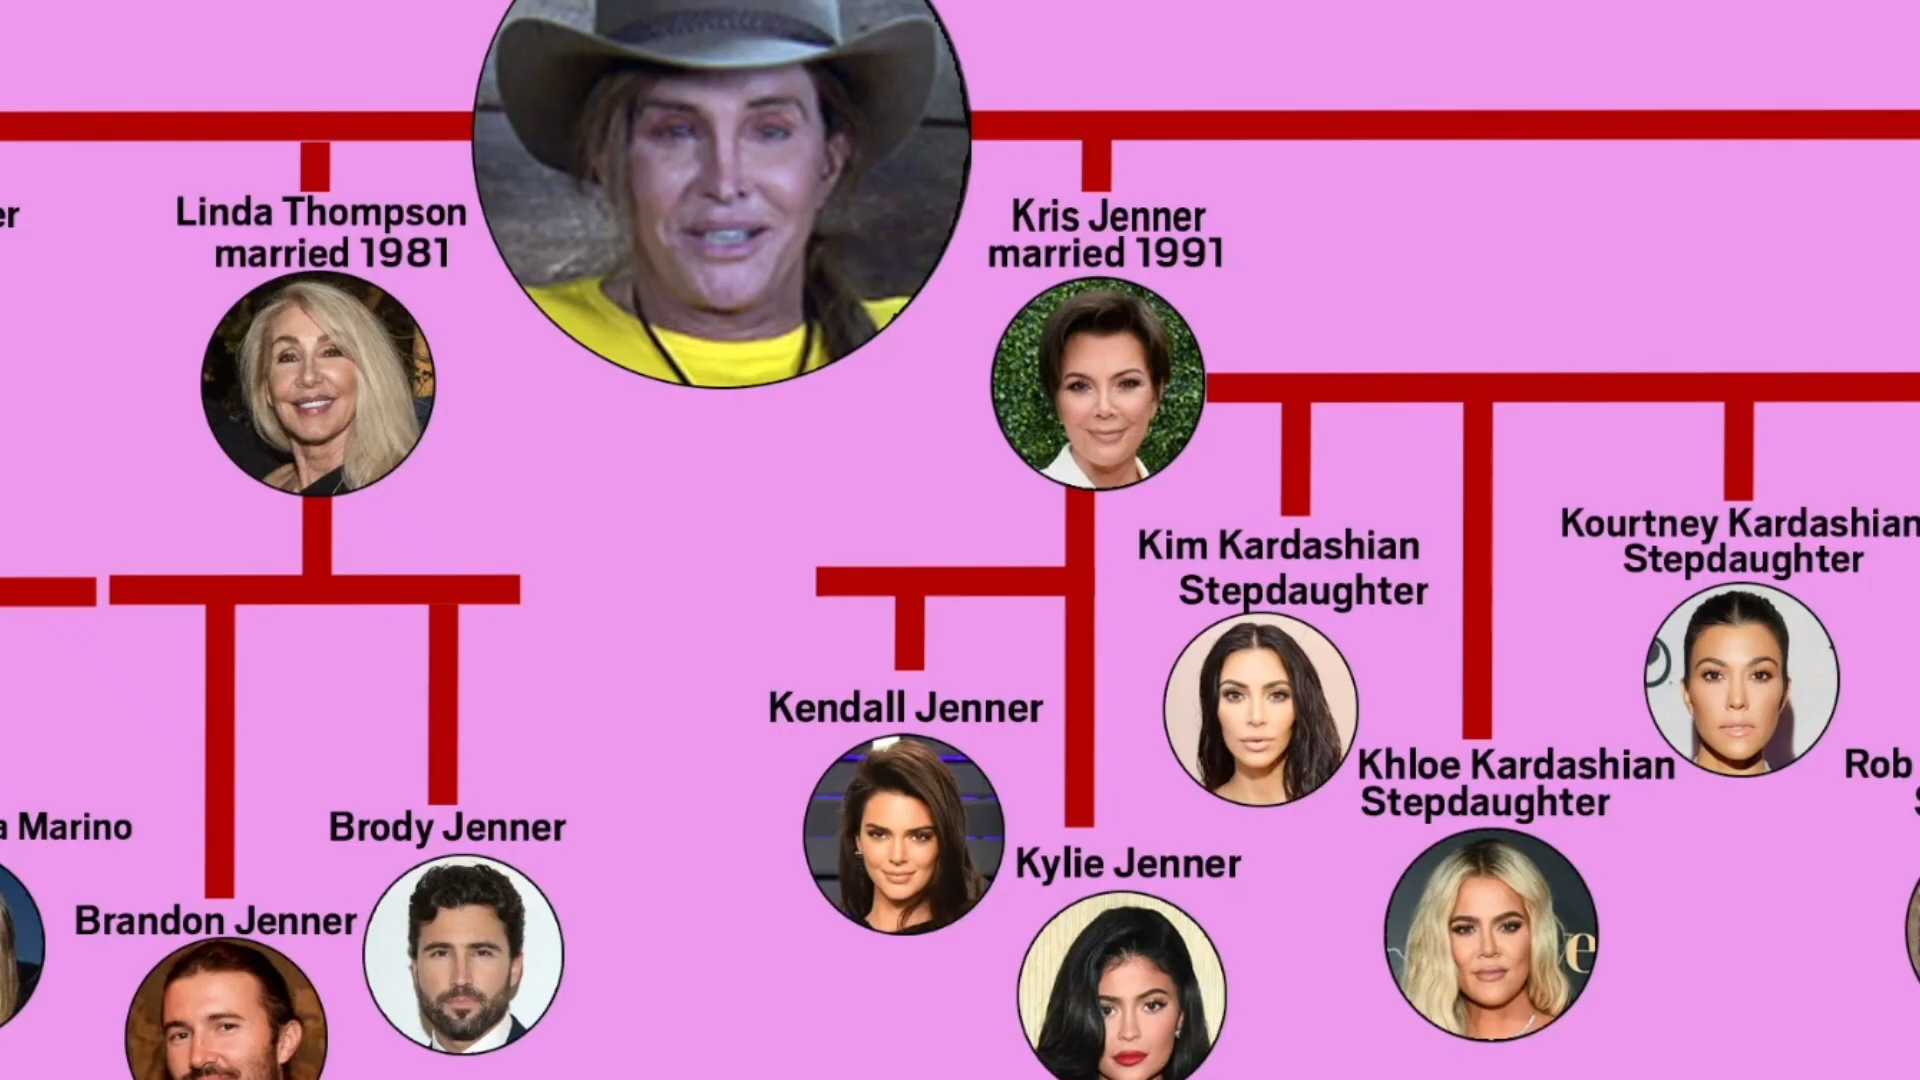 er
Linda Thompson
married 1981
Kris Jenner
married 1991
Kim Kardashian
Stepdaughter
Kourtney Kardashian
Stepdaughter
Kendall Jenner
Khloe Kardashian
Stepdaughter
Rob
S
a Marino
Brody Jenner
Kylie Jenner
Brandon Jenner
e